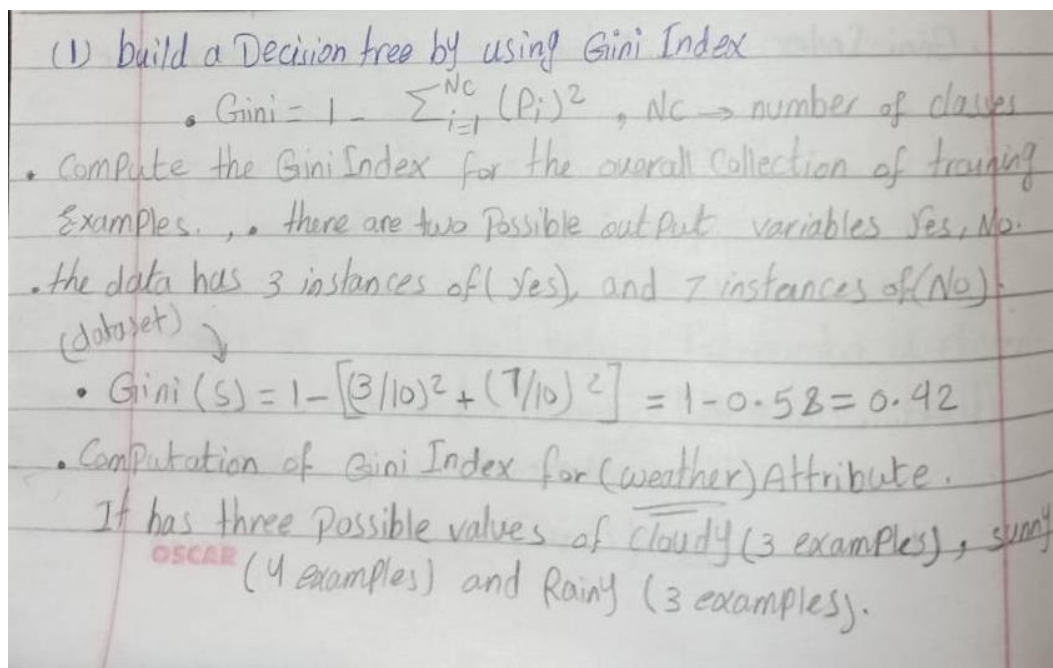 (1) build a Decision tree by using Gini Index
• Gini = 1 - Σᵢ₌₁ᴺᶜ (Pi)², NC → number of classes
• Compute the Gini Index for the overall Collection of training
Examples. , • there are two Possible out Put variables Yes, No.
• the data has 3 instances of (Yes), and 7 instances of (No)
(dataset)
• Gini (S) = 1 - [(3/10)² + (7/10)²] = 1 - 0.58 = 0.42
• Computation of Gini Index for (weather) Attribute.
It has three Possible values of Cloudy (3 examples), sunny
OSCAR (4 examples) and Rainy (3 examples).